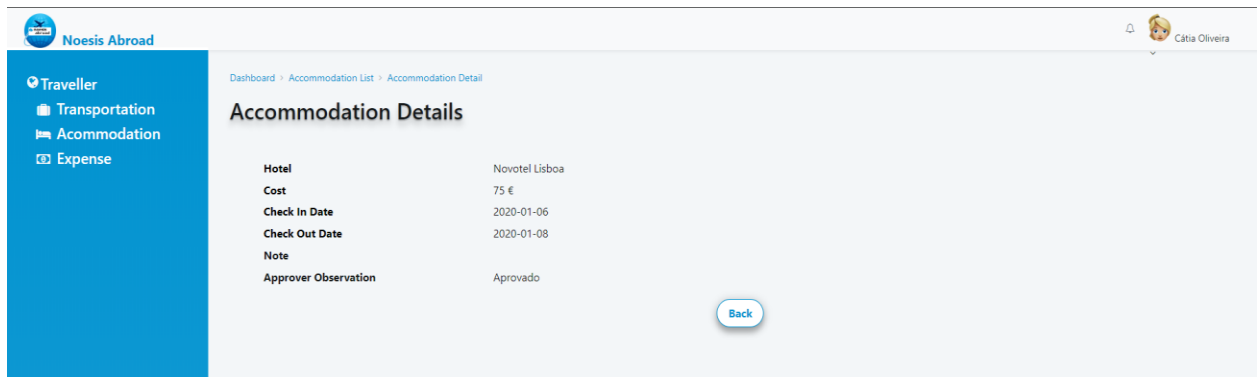 Noesis Abroad
Cátia Oliveira
Traveller
Transportation
Acommodation
Expense
Dashboard > Accommodation List > Accommodation Detail
Accommodation Details
Hotel Novotel Lisboa
Cost 75 €
Check In Date 2020-01-06
Check Out Date 2020-01-08
Note
Approver Observation Aprovado
Back